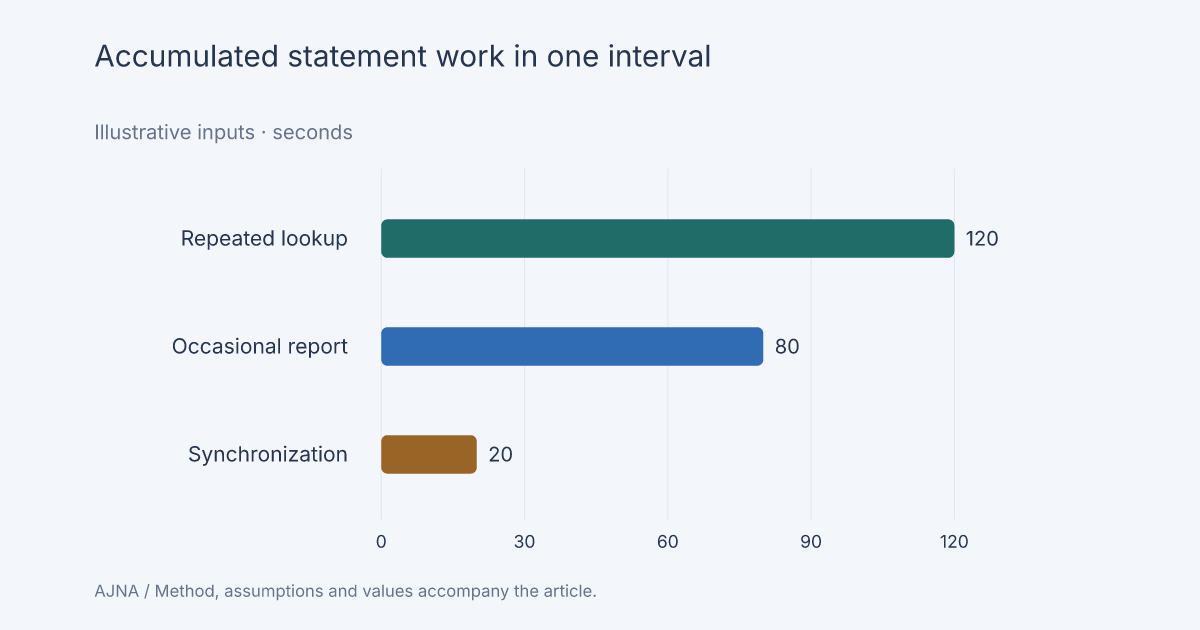 Accumulated statement work in one interval
Illustrative inputs · seconds
Repeated lookup 120
Occasional report 80
Synchronization 20
0 30 60 90 120
AJNA / Method, assumptions and values accompany the article.